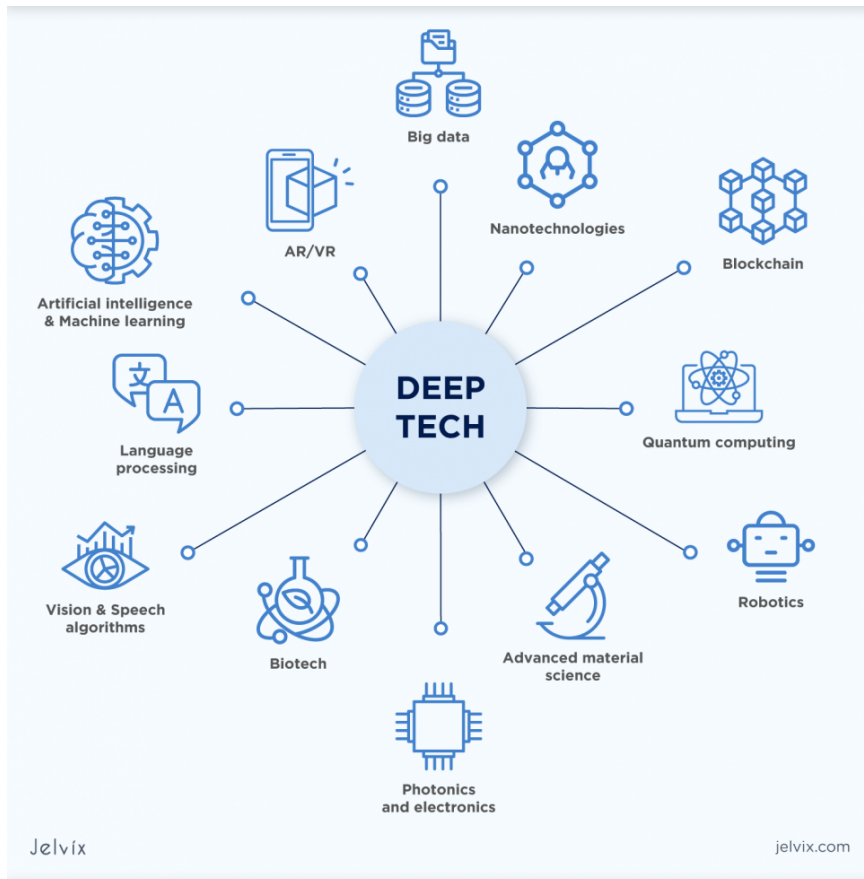 Big data
Nanotechnologies
AR/VR
Blockchain
Artificial intelligence
& Machine learning
DEEP
TECH
文
A
Language
processing
Quantum computing
Vision & Speech
algorithms
Biotech
Advanced material
science
Robotics
Photonics
and electronics
Jelvix
jelvix.com